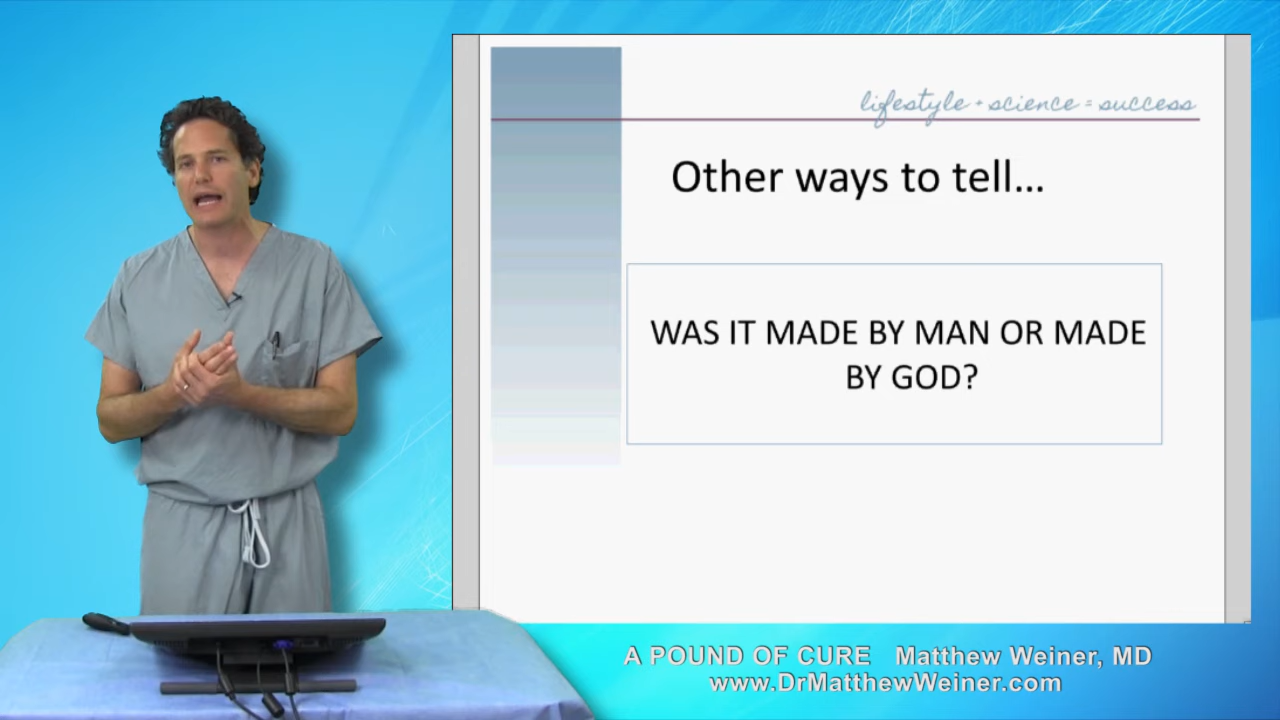 lifestyle + science = success
Other ways to tell...
WAS IT MADE BY MAN OR MADE
BY GOD?
A POUND OF CURE Matthew Weiner, MD
www.DrMatthewWeiner.com